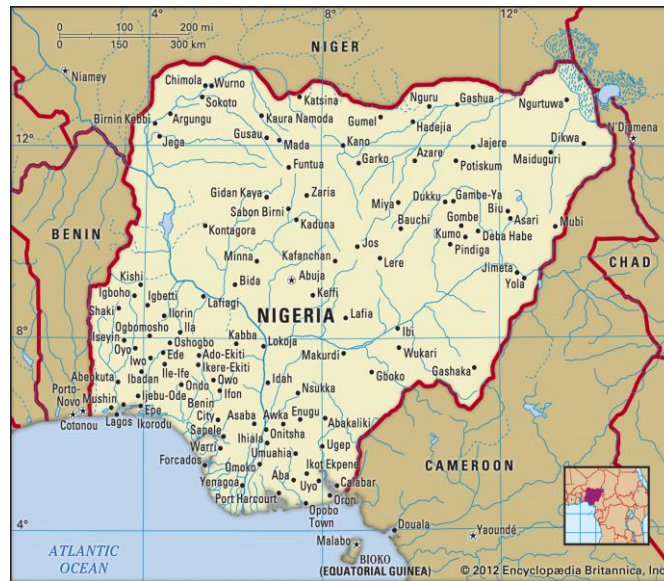 4° 8° 12°
0 100 200 mi
0 150 300 km
NIGER
Niamey
Chimola
Wurno
Sokoto
Katsina
Nguru
Gashua
Ngurtuwa
Birnin Kebbi
Argungu
Kaura Namoda
Gumel
Hadejia
N'Djamena
12°
Jega
Gusau
Mada
Kano
Jajere
Dikwa
Maiduguri
Funtua
Garko
Azare
Potiskum
Gidan Kaya
Zaria
Dukku
Gambe-Ya
Miya
Biu
Sabon Birni
Asari
BENIN
Kontagora
Kaduna
Bauchi
Gombe
Mubi
Kumo
Deba Habe
Pindiga
Jos
CHAD
Minna
Kafanchan
Lere
Abuja
Jimeta
Kishi
Bida
Yola
Igboho
Igbetti
Lafiagi
Keffi
Shaki
Ilorin
NIGERIA
Lafia
Ogbomosho
Ila
Iseyin
Oshogbo
Kabba
Lokoja
Ibi
8°
Oyo
Ede
Ado-Ekiti
Makurdi
Wukari
Iwo
Ikere-Ekiti
Gashaka
Abeokuta
Ibadan
Ile-Ife
Owo
Idah
Gboko
Ondo
Ifon
Nsukka
Porto-
Novo
Mushin
Ijebu-Ode
Benin
City
Cotonou
Lagos
Epe
Ikorodu
Asaba
Awka
Enugu
Abakaliki
Sapele
Onitsha
Ihiala
Ugep
Warri
Umuahia
Forcados
Omoko
Ikot Ekpene
CAMEROON
Yenagoa
Aba
Uyo
Calabar
Port Harcourt
Oron
Opobo
Town
4°
Douala
Yaoundé
Malabo
ATLANTIC
OCEAN
BIOKO
(EQUATORIAL GUINEA)
© 2012 Encyclopædia Britannica, Inc